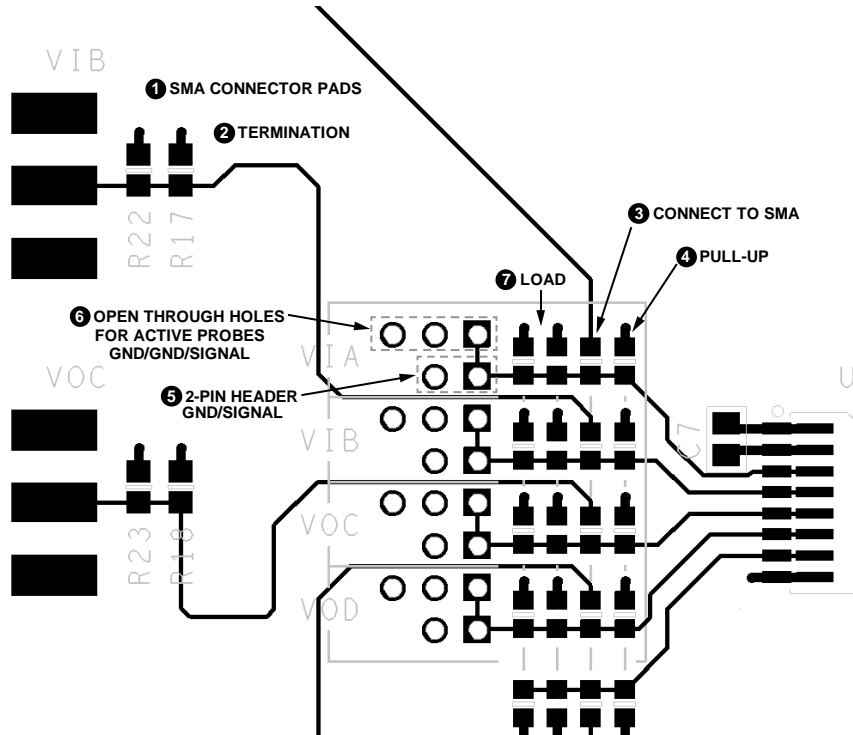 VIB
1 SMA CONNECTOR PADS
2 TERMINATION
R22
R17
3 CONNECT TO SMA
4 PULL-UP
7 LOAD
6 OPEN THROUGH HOLES
FOR ACTIVE PROBES
GND/GND/SIGNAL
VIA
5 2-PIN HEADER
GND/SIGNAL
VOC
U
C7
VIB
R23
R18
VOC
VOD